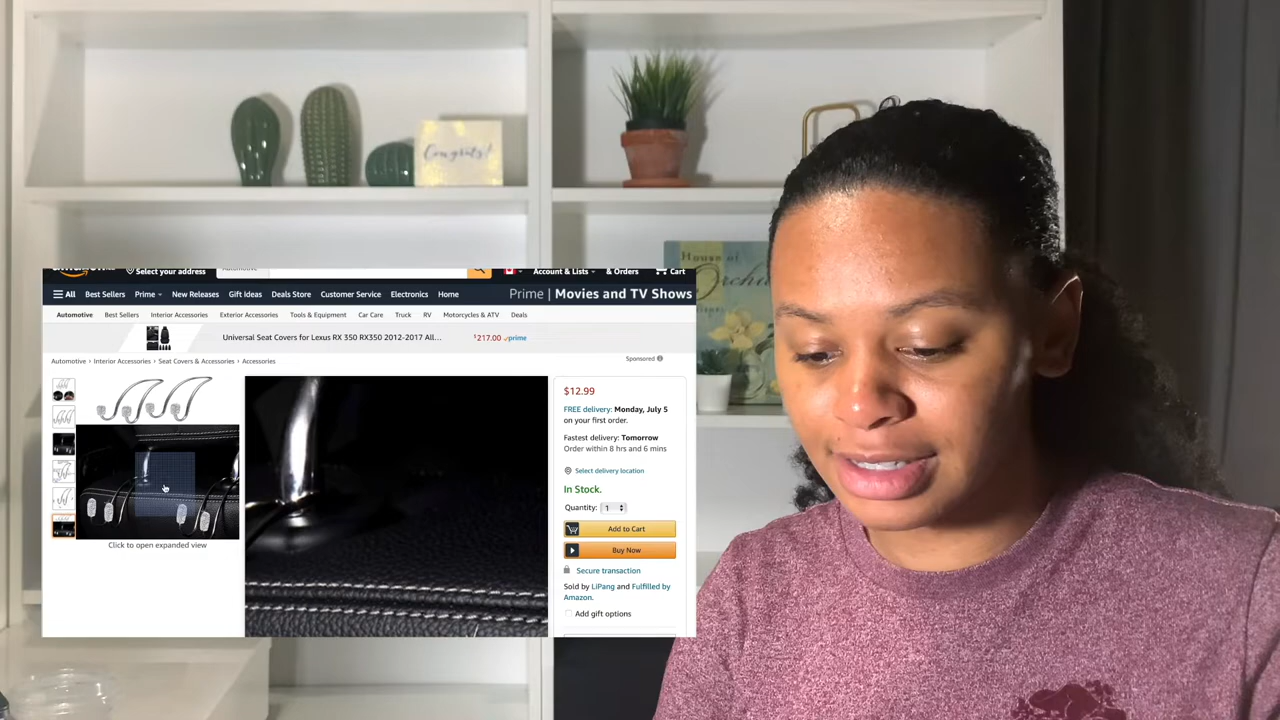 Congrats!
House of
Select your address
Automotive
Account & Lists
& Orders
Cart
All Best Sellers Prime New Releases Gift Ideas Deals Store Customer Service Electronics Home
Prime | Movies and TV Shows
Automotive Best Sellers Interior Accessories Exterior Accessories Tools & Equipment Car Care Truck RV Motorcycles & ATV Deals
Universal Seat Covers for Lexus RX 350 RX350 2012-2017 All... $217.00 prime
Sponsored
Automotive › Interior Accessories › Seat Covers & Accessories › Accessories
$12.99
FREE delivery: Monday, July 5
on your first order.
Fastest delivery: Tomorrow
Order within 8 hrs and 6 mins
Select delivery location
In Stock.
Quantity: 1
Add to Cart
Buy Now
Secure transaction
Sold by LiPang and Fulfilled by
Amazon.
Add gift options
Click to open expanded view